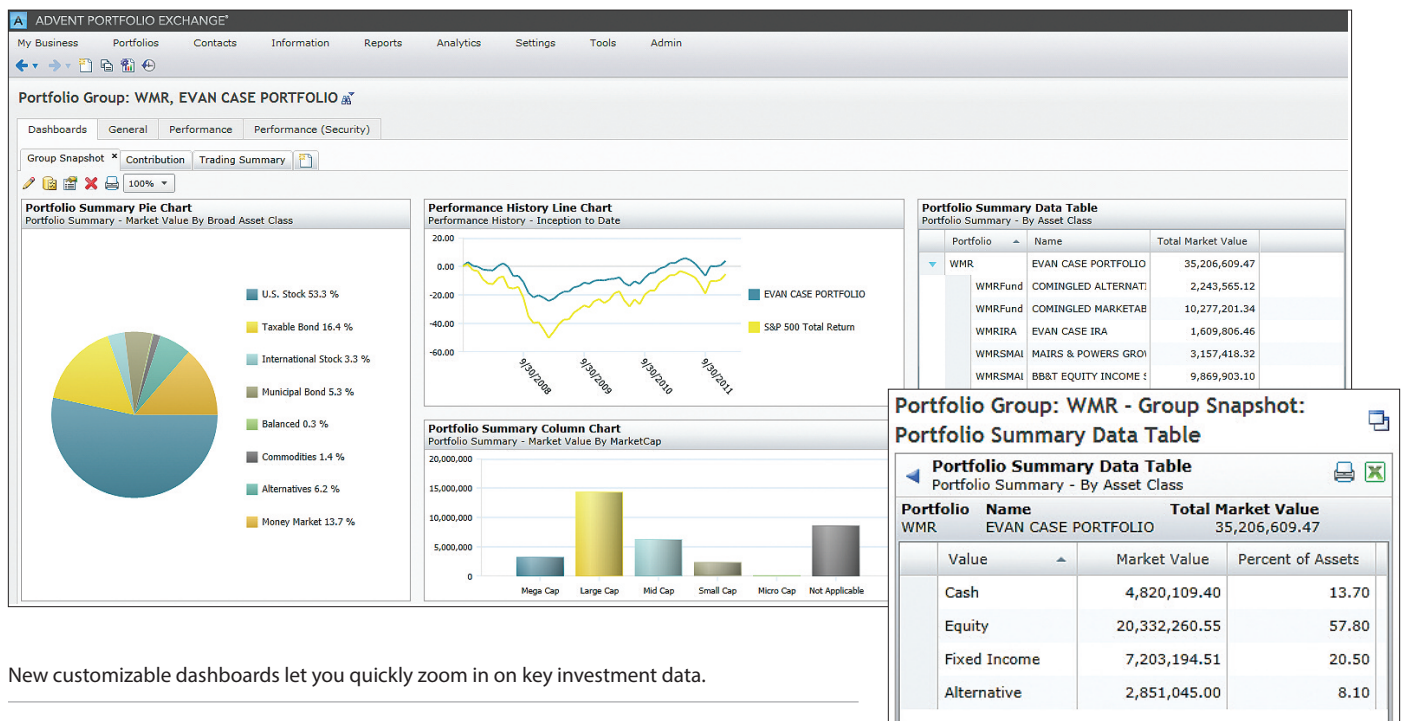 A ADVENT PORTFOLIO EXCHANGE®
My Business Portfolios Contacts Information Reports Analytics Settings Tools Admin
Portfolio Group: WMR, EVAN CASE PORTFOLIO
Dashboards General Performance Performance (Security)
Group Snapshot × Contribution Trading Summary
100%
Portfolio Summary Pie Chart
Portfolio Summary - Market Value By Broad Asset Class
U.S. Stock 53.3 %
Taxable Bond 16.4 %
International Stock 3.3 %
Municipal Bond 5.3 %
Balanced 0.3 %
Commodities 1.4 %
Alternatives 6.2 %
Money Market 13.7 %
Performance History Line Chart
Performance History - Inception to Date
20.00
0.00
-20.00
-40.00
-60.00
9/30/2008 9/30/2009 9/30/2010 9/30/2011
EVAN CASE PORTFOLIO
S&P 500 Total Return
Portfolio Summary Column Chart
Portfolio Summary - Market Value By MarketCap
20,000,000
15,000,000
10,000,000
5,000,000
0
Mega Cap Large Cap Mid Cap Small Cap Micro Cap Not Applicable
Portfolio Summary Data Table
Portfolio Summary - By Asset Class
Portfolio Name Total Market Value
WMR EVAN CASE PORTFOLIO 35,206,609.47
WMRFund COMINGLED ALTERNATI 2,243,565.12
WMRFund COMINGLED MARKETAB 10,277,201.34
WMRIRA EVAN CASE IRA 1,609,806.46
WMRSMAI MAIRS & POWERS GROW 3,157,418.32
WMRSMAI BB&T EQUITY INCOME 9,869,903.10
Portfolio Group: WMR - Group Snapshot:
Portfolio Summary Data Table
Portfolio Summary Data Table
Portfolio Summary - By Asset Class
Portfolio Name Total Market Value
WMR EVAN CASE PORTFOLIO 35,206,609.47
Value Market Value Percent of Assets
Cash 4,820,109.40 13.70
Equity 20,332,260.55 57.80
Fixed Income 7,203,194.51 20.50
Alternative 2,851,045.00 8.10
New customizable dashboards let you quickly zoom in on key investment data.